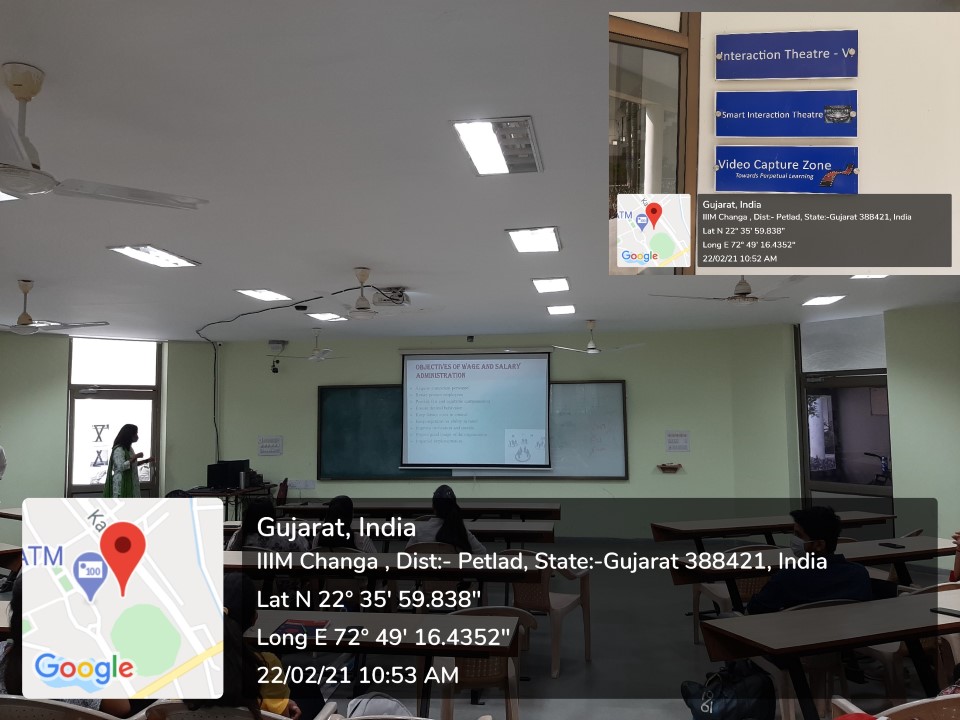 Interaction Theatre - V
Smart Interaction Theatre
Video Capture Zone
Towards Perpetual Learning
ATM
Google
Gujarat, India
IIIM Changa , Dist:- Petlad, State:-Gujarat 388421, India
Lat N 22° 35' 59.838"
Long E 72° 49' 16.4352"
22/02/21 10:52 AM
OBJECTIVES OF WAGE AND SALARY
ADMINISTRATION
Ka
ATM
100
Google
Gujarat, India
IIIM Changa , Dist:- Petlad, State:-Gujarat 388421, India
Lat N 22° 35' 59.838"
Long E 72° 49' 16.4352"
22/02/21 10:53 AM